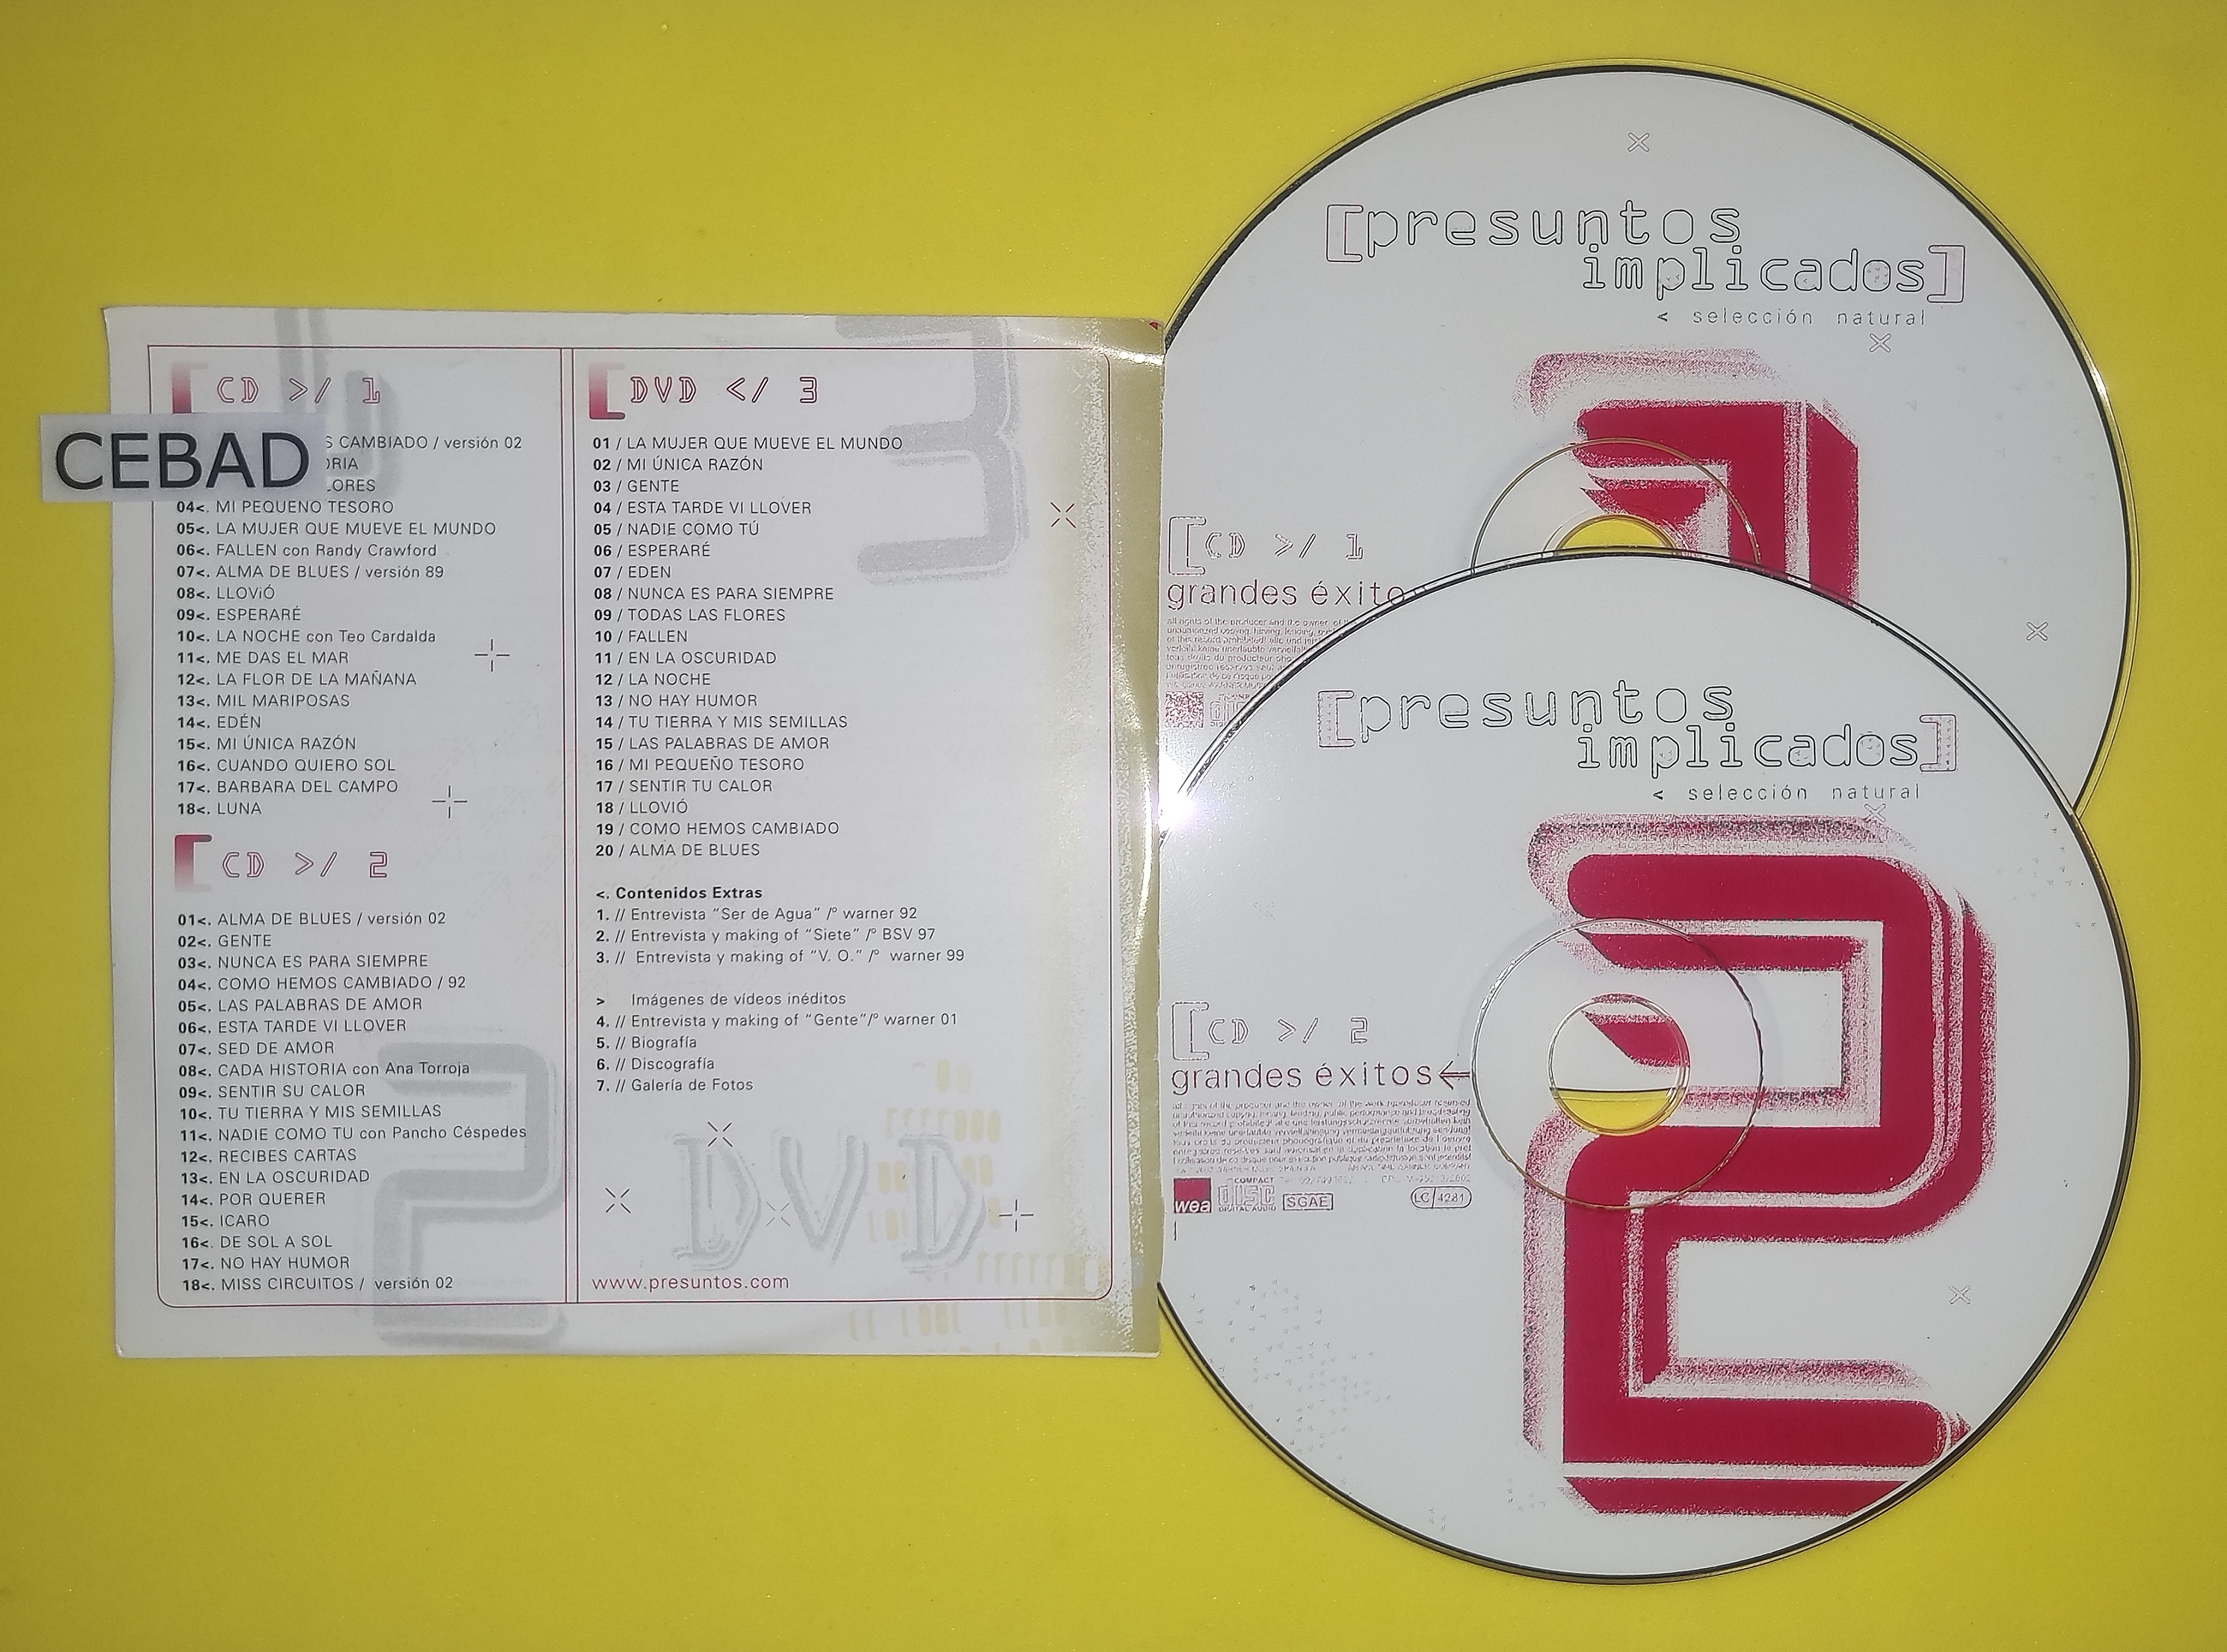 CEBAD
[ CD >/ 1
S CAMBIADO / versión 02
ORIA
LORES
04<. MI PEQUENO TESORO
05<. LA MUJER QUE MUEVE EL MUNDO
06<. FALLEN con Randy Crawford
07<. ALMA DE BLUES / versión 89
08<. LLOViÓ
09<. ESPERARÉ
10<. LA NOCHE con Teo Cardalda
11<. ME DAS EL MAR
12<. LA FLOR DE LA MAÑANA
13<. MIL MARIPOSAS
14<. EDÉN
15<. MI ÚNICA RAZÓN
16<. CUANDO QUIERO SOL
17<. BARBARA DEL CAMPO
18<. LUNA
[ CD >/ 2
01<. ALMA DE BLUES / versión 02
02<. GENTE
03<. NUNCA ES PARA SIEMPRE
04<. COMO HEMOS CAMBIADO / 92
05<. LAS PALABRAS DE AMOR
06<. ESTA TARDE VI LLOVER
07<. SED DE AMOR
08<. CADA HISTORIA con Ana Torroja
09<. SENTIR SU CALOR
10<. TU TIERRA Y MIS SEMILLAS
11<. NADIE COMO TU con Pancho Céspedes
12<. RECIBES CARTAS
13<. EN LA OSCURIDAD
14<. POR QUERER
15<. ICARO
16<. DE SOL A SOL
17<. NO HAY HUMOR
18<. MISS CIRCUITOS / versión 02
[ DVD </ 3
01 / LA MUJER QUE MUEVE EL MUNDO
02 / MI ÚNICA RAZÓN
03 / GENTE
04 / ESTA TARDE VI LLOVER
05 / NADIE COMO TÚ
06 / ESPERARÉ
07 / EDEN
08 / NUNCA ES PARA SIEMPRE
09 / TODAS LAS FLORES
10 / FALLEN
11 / EN LA OSCURIDAD
12 / LA NOCHE
13 / NO HAY HUMOR
14 / TU TIERRA Y MIS SEMILLAS
15 / LAS PALABRAS DE AMOR
16 / MI PEQUEÑO TESORO
17 / SENTIR TU CALOR
18 / LLOVIÓ
19 / COMO HEMOS CAMBIADO
20 / ALMA DE BLUES
<. Contenidos Extras
1. // Entrevista "Ser de Agua" /º warner 92
2. // Entrevista y making of "Siete" /º BSV 97
3. // Entrevista y making of "V. O." /º warner 99
> Imágenes de vídeos inéditos
4. // Entrevista y making of "Gente"/º warner 01
5. // Biografía
6. // Discografía
7. // Galería de Fotos
DVD
www.presuntos.com
3
2
[presuntos
implicados]
< selección natural
1
[CD >/ 1
grandes éxito
[presuntos
implicados]
< selección natural
2
[CD >/ 2
grandes éxitos←
wea
COMPACT
disc
DIGITAL AUDIO
SGAE
LC 4281